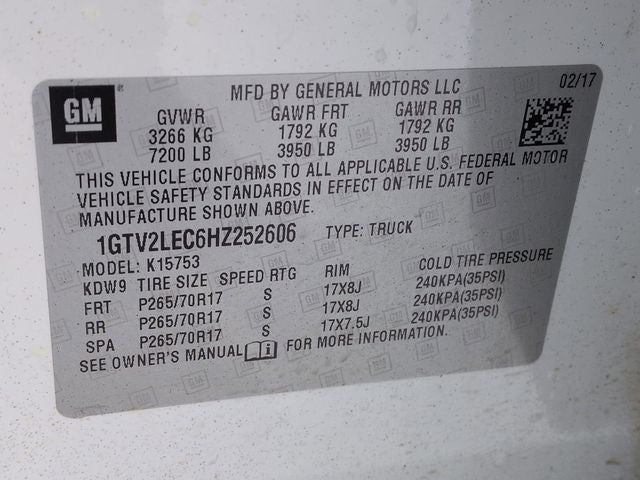 GM
MFD BY GENERAL MOTORS LLC 02/17
GVWR GAWR FRT GAWR RR
3266 KG 1792 KG 1792 KG
7200 LB 3950 LB 3950 LB
THIS VEHICLE CONFORMS TO ALL APPLICABLE U.S. FEDERAL MOTOR
VEHICLE SAFETY STANDARDS IN EFFECT ON THE DATE OF
MANUFACTURE SHOWN ABOVE.
1GTV2LEC6HZ252606 TYPE: TRUCK
MODEL: K15753
KDW9 TIRE SIZE SPEED RTG RIM COLD TIRE PRESSURE
FRT P265/70R17 S 17X8J 240KPA(35PSI)
RR P265/70R17 S 17X8J 240KPA(35PSI)
SPA P265/70R17 S 17X7.5J 240KPA(35PSI)
SEE OWNER'S MANUAL FOR MORE INFORMATION.